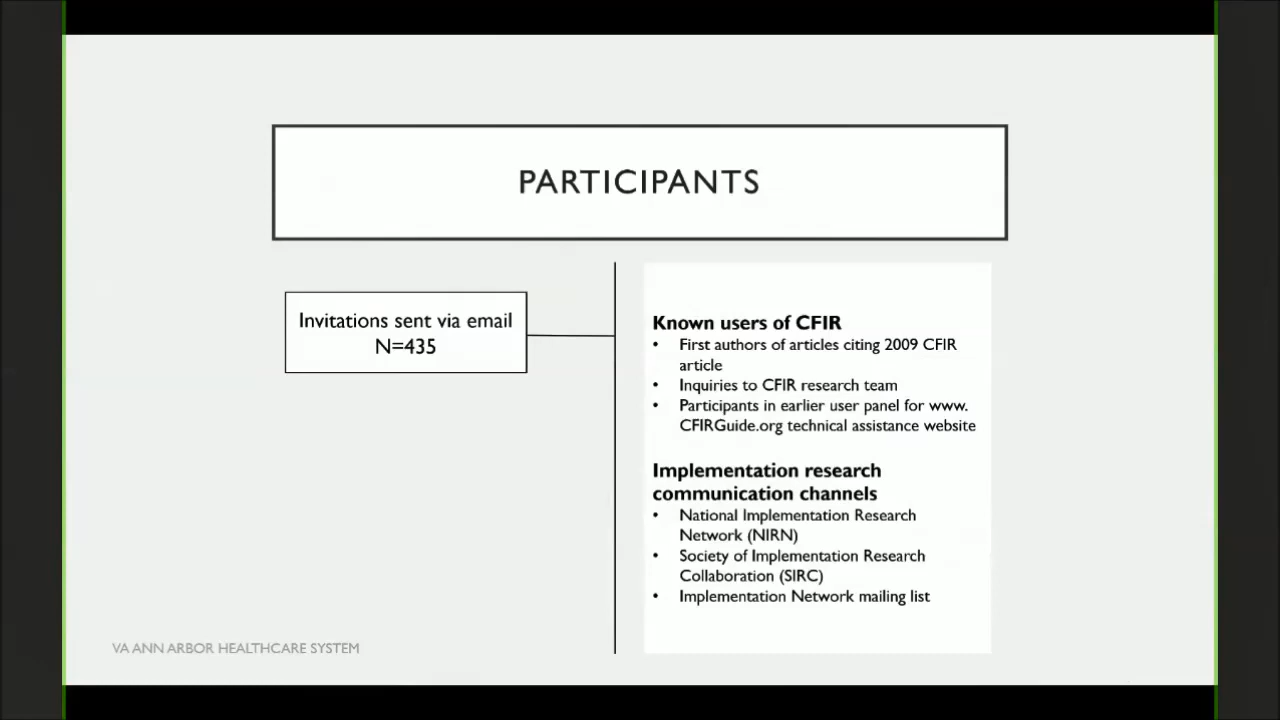 PARTICIPANTS
Invitations sent via email
N=435
Known users of CFIR
• First authors of articles citing 2009 CFIR
article
• Inquiries to CFIR research team
• Participants in earlier user panel for www.
CFIRGuide.org technical assistance website
Implementation research
communication channels
• National Implementation Research
Network (NIRN)
• Society of Implementation Research
Collaboration (SIRC)
• Implementation Network mailing list
VA ANN ARBOR HEALTHCARE SYSTEM